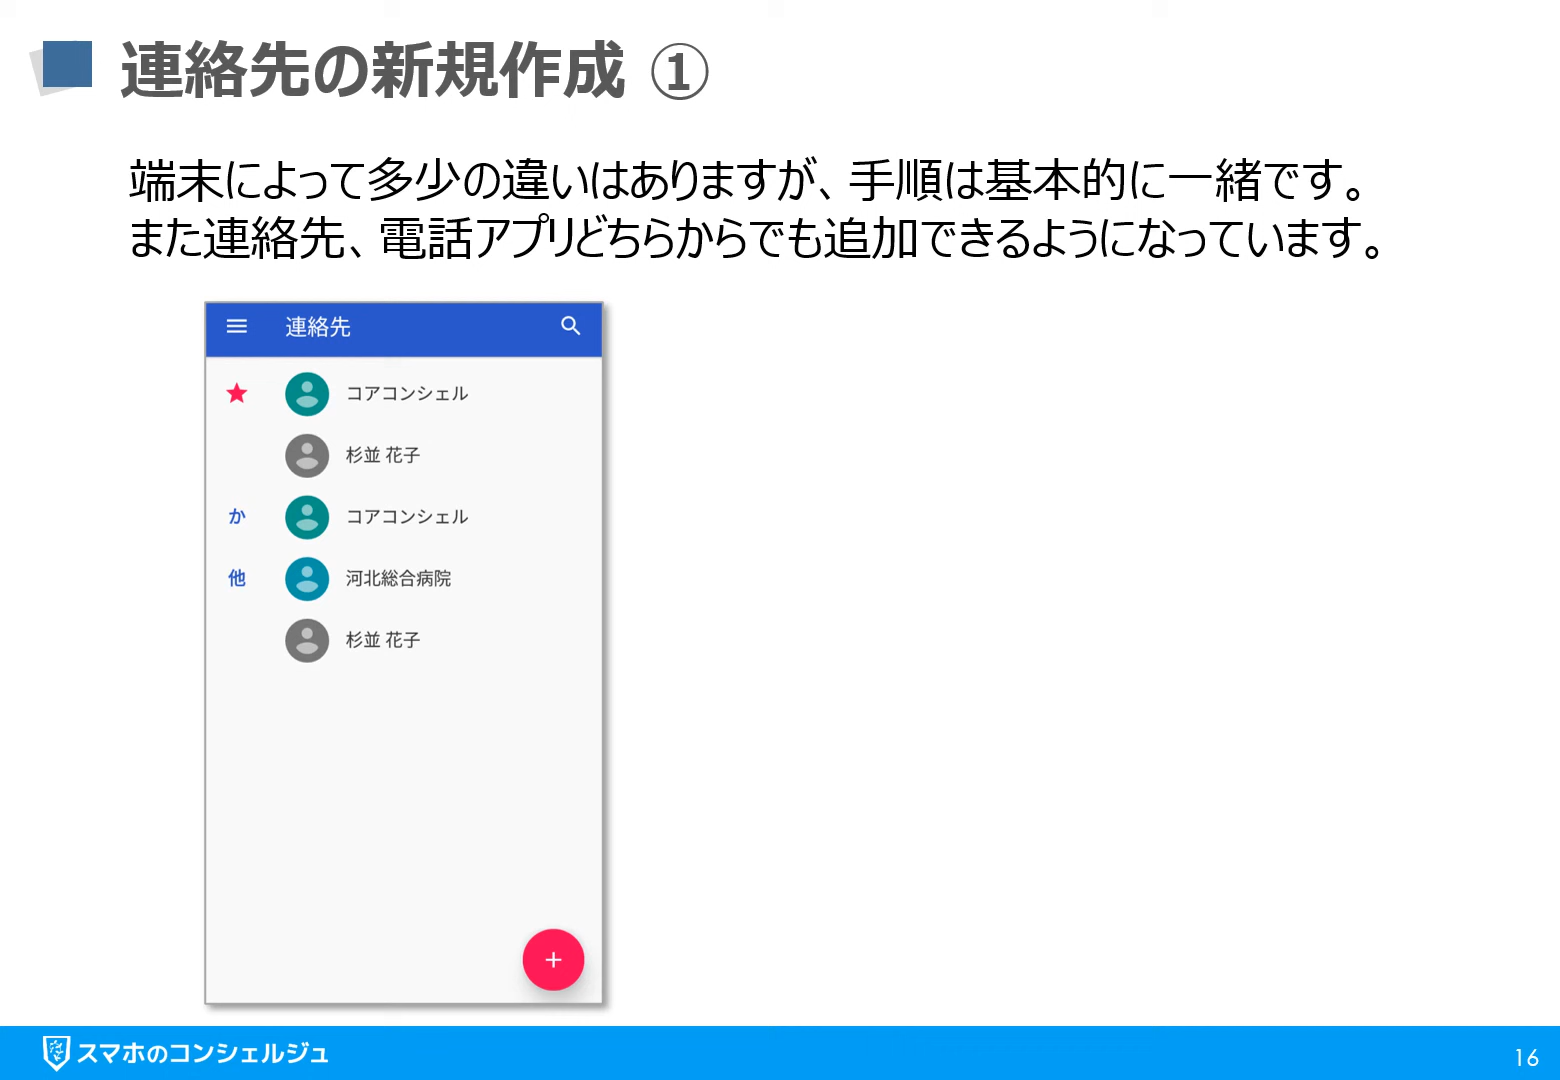 連絡先の新規作成 ①
端末によって多少の違いはありますが、手順は基本的に一緒です。
また連絡先、電話アプリどちらからでも追加できるようになっています。
連絡先
コアコンシェル
杉並 花子
か コアコンシェル
他 河北総合病院
杉並 花子
+
スマホのコンシェルジュ
16